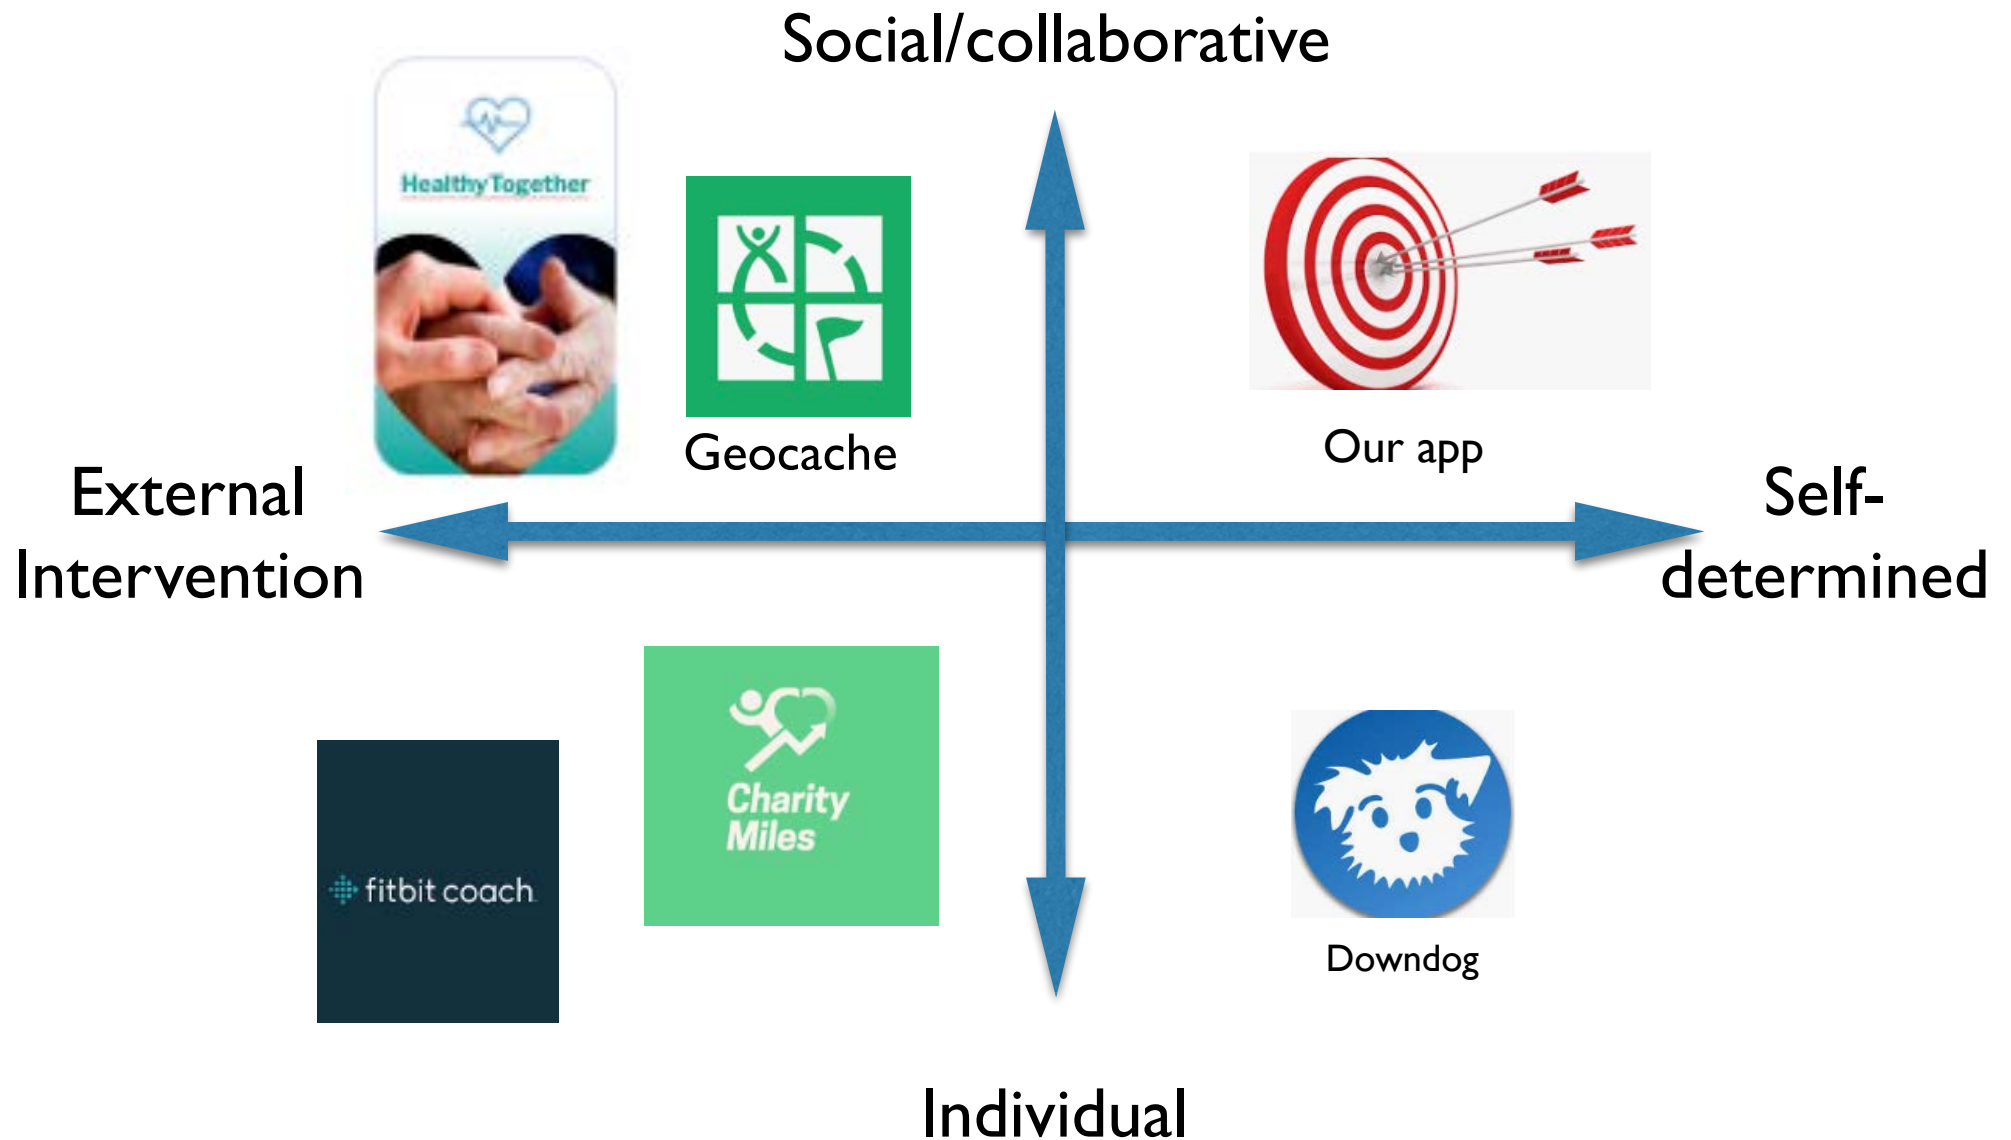 Social/collaborative
HealthyTogether
Geocache
Our app
External
Intervention
Self-
determined
Charity
Miles
fitbit coach
Downdog
Individual